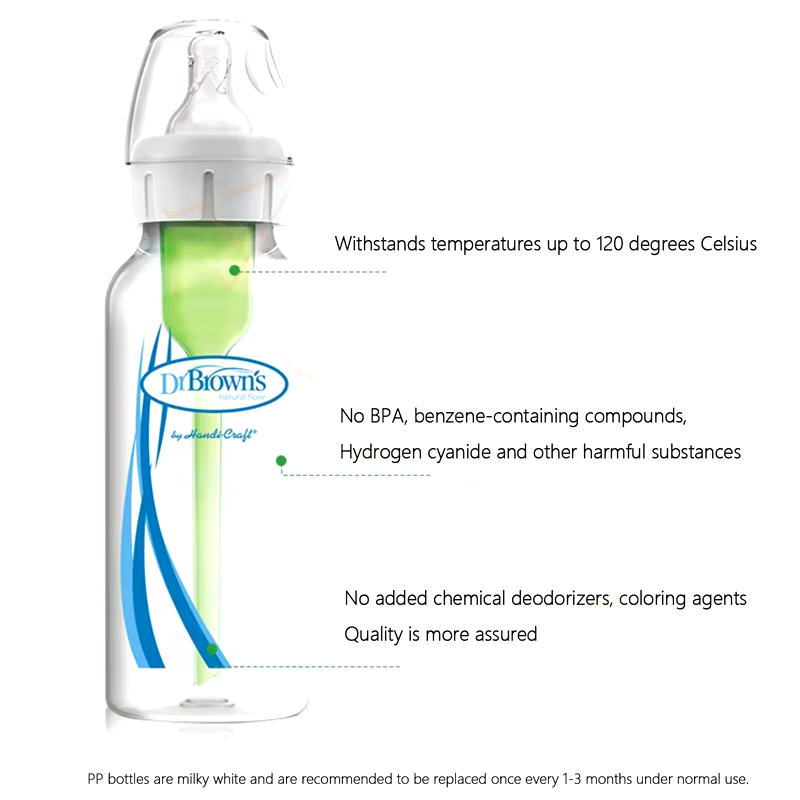 Withstands temperatures up to 120 degrees Celsius
DrBrown's
natural flow
by Handi-Craft®
No BPA, benzene-containing compounds,
Hydrogen cyanide and other harmful substances
No added chemical deodorizers, coloring agents
Quality is more assured
PP bottles are milky white and are recommended to be replaced once every 1-3 months under normal use.